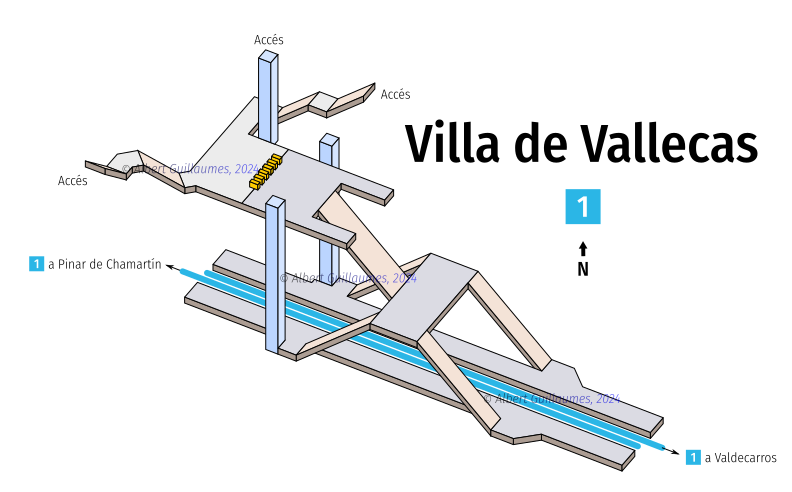 Accés
Accés
Villa de Vallecas
© Albert Guillaumes, 2024
Accés
1
N
1 a Pinar de Chamartín
© Albert Guillaumes, 2024
© Albert Guillaumes, 2024
1 a Valdecarros